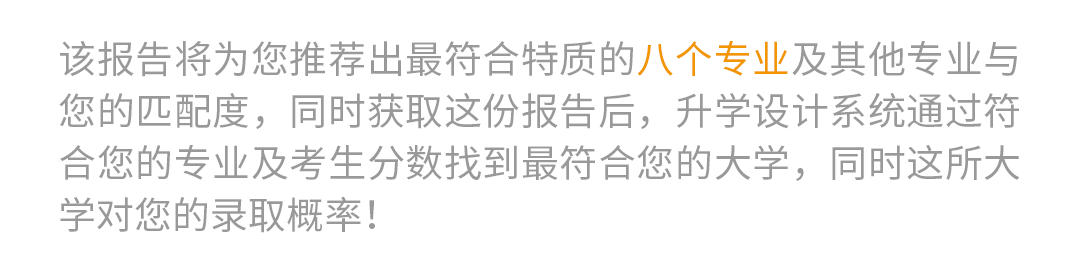 该报告将为您推荐出最符合特质的八个专业及其他专业与
您的匹配度，同时获取这份报告后，升学设计系统通过符
合您的专业及考生分数找到最符合您的大学，同时这所大
学对您的录取概率！